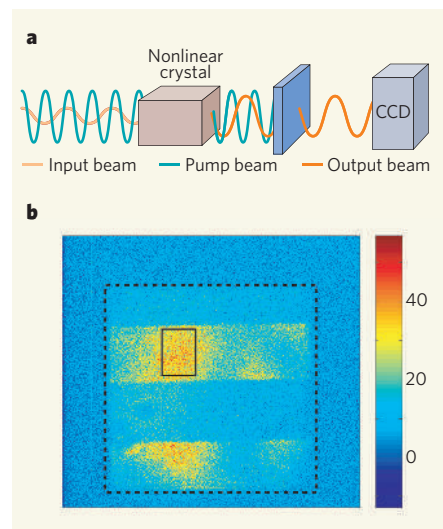 a
Nonlinear
crystal
CCD
Input beam
Pump beam
Output beam
b
40
20
0